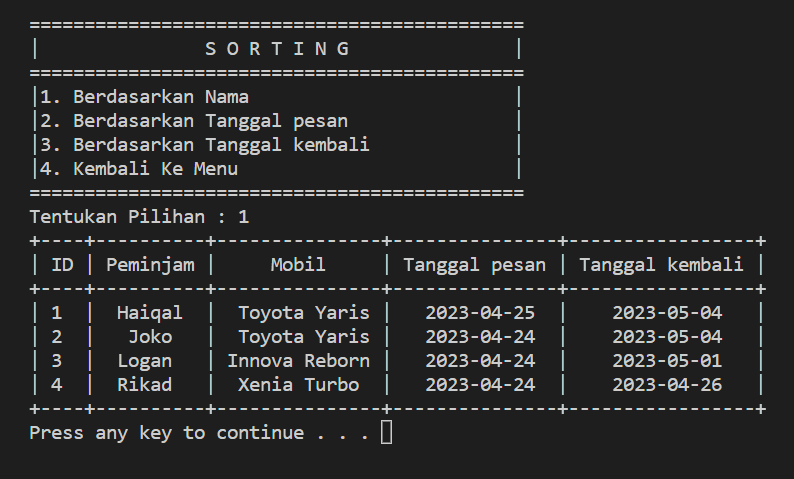 =============================================
|               S O R T I N G               |
=============================================
|1. Berdasarkan Nama                        |
|2. Berdasarkan Tanggal pesan               |
|3. Berdasarkan Tanggal kembali             |
|4. Kembali Ke Menu                         |
=============================================
Tentukan Pilihan : 1
+----+----------+---------------+---------------+-----------------+
| ID | Peminjam |     Mobil     | Tanggal pesan | Tanggal kembali |
+----+----------+---------------+---------------+-----------------+
| 1  |  Haiqal  |  Toyota Yaris |   2023-04-25  |    2023-05-04   |
| 2  |   Joko   |  Toyota Yaris |   2023-04-24  |    2023-05-04   |
| 3  |  Logan   | Innova Reborn |   2023-04-24  |    2023-05-01   |
| 4  |  Rikad   |  Xenia Turbo  |   2023-04-24  |    2023-04-26   |
+----+----------+---------------+---------------+-----------------+
Press any key to continue . . .